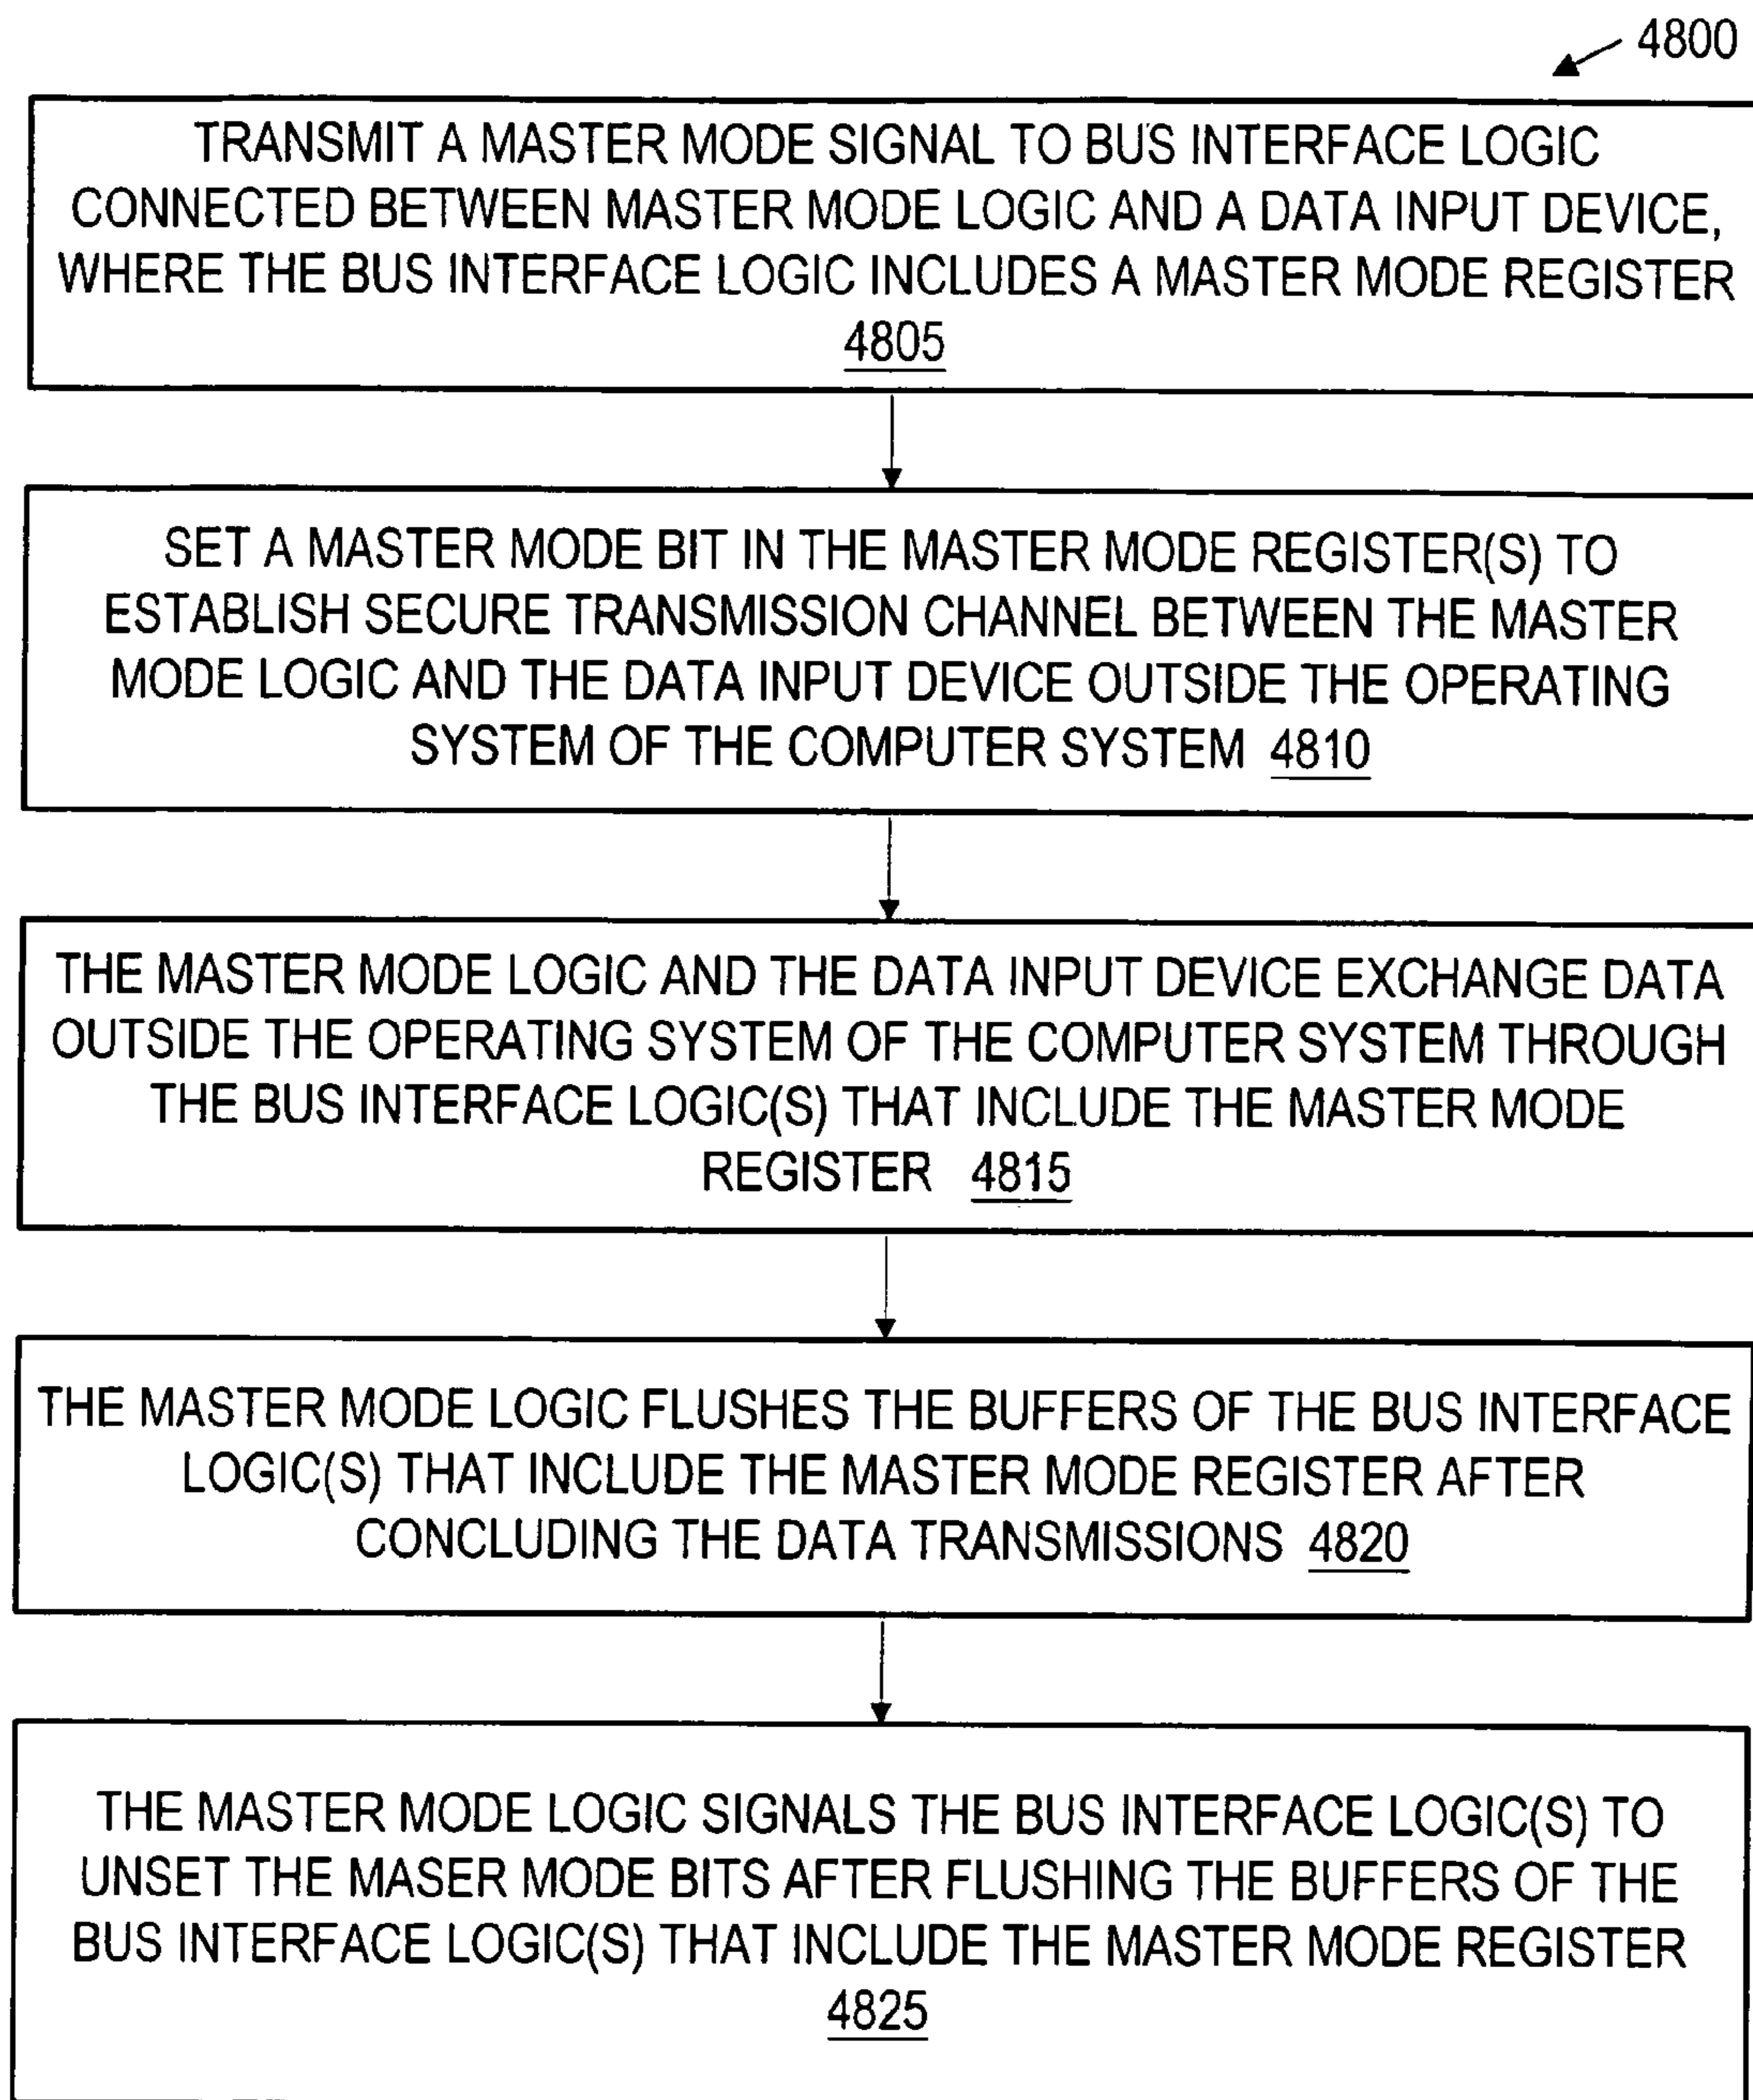 4800
TRANSMIT A MASTER MODE SIGNAL TO BUS INTERFACE LOGIC
CONNECTED BETWEEN MASTER MODE LOGIC AND A DATA INPUT DEVICE,
WHERE THE BUS INTERFACE LOGIC INCLUDES A MASTER MODE REGISTER
4805
SET A MASTER MODE BIT IN THE MASTER MODE REGISTER(S) TO
ESTABLISH SECURE TRANSMISSION CHANNEL BETWEEN THE MASTER
MODE LOGIC AND THE DATA INPUT DEVICE OUTSIDE THE OPERATING
SYSTEM OF THE COMPUTER SYSTEM 4810
THE MASTER MODE LOGIC AND THE DATA INPUT DEVICE EXCHANGE DATA
OUTSIDE THE OPERATING SYSTEM OF THE COMPUTER SYSTEM THROUGH
THE BUS INTERFACE LOGIC(S) THAT INCLUDE THE MASTER MODE
REGISTER 4815
THE MASTER MODE LOGIC FLUSHES THE BUFFERS OF THE BUS INTERFACE
LOGIC(S) THAT INCLUDE THE MASTER MODE REGISTER AFTER
CONCLUDING THE DATA TRANSMISSIONS 4820
THE MASTER MODE LOGIC SIGNALS THE BUS INTERFACE LOGIC(S) TO
UNSET THE MASER MODE BITS AFTER FLUSHING THE BUFFERS OF THE
BUS INTERFACE LOGIC(S) THAT INCLUDE THE MASTER MODE REGISTER
4825